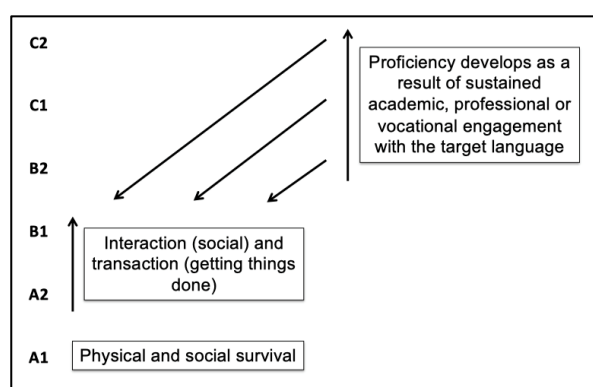 C2
C1
B2
B1
A2
A1
Proficiency develops as a
result of sustained
academic, professional or
vocational engagement
with the target language
Interaction (social) and
transaction (getting things
done)
Physical and social survival